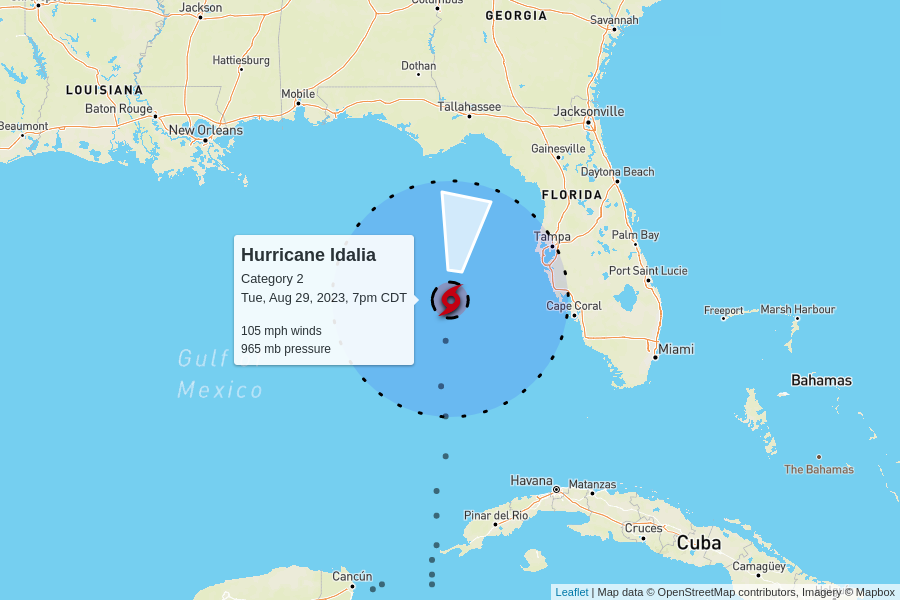 Columbus
Jackson
GEORGIA
Savannah
Hattiesburg
Dothan
LOUISIANA
Mobile
Baton Rouge
Tallahassee
Jacksonville
Beaumont
New Orleans
Gainesville
Daytona Beach
FLORIDA
Tampa
Palm Bay
Hurricane Idalia
Category 2
Tue, Aug 29, 2023, 7pm CDT
105 mph winds
965 mb pressure
Port Saint Lucie
Cape Coral
Freeport
Marsh Harbour
Gulf
Mexico
Miami
Bahamas
The Bahamas
Havana
Matanzas
Pinar del Rio
Cruces
Cuba
Camagüey
Cancún
Leaflet | Map data © OpenStreetMap contributors, Imagery © Mapbox